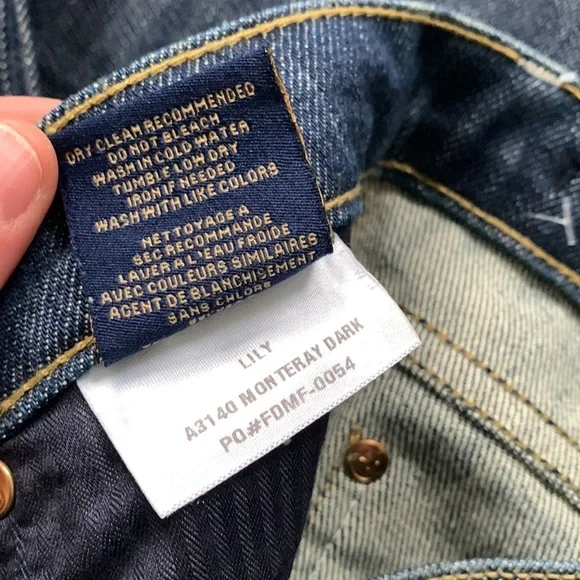 DRY CLEAN RECOMMENDED
DO NOT BLEACH
WASH IN COLD WATER
TUMBLE LOW DRY
IRON IF NEEDED
WASH WITH LIKE COLORS
NETTOYAGE A
SEC RECOMMANDE
LAVER A L'EAU FROIDE
AVEC COULEURS SIMILAIRES
AGENT DE BLANCHISEMENT
SANS CHLORS
LILY
A3140 MONTERAY DARK
PO#FDMF-0054